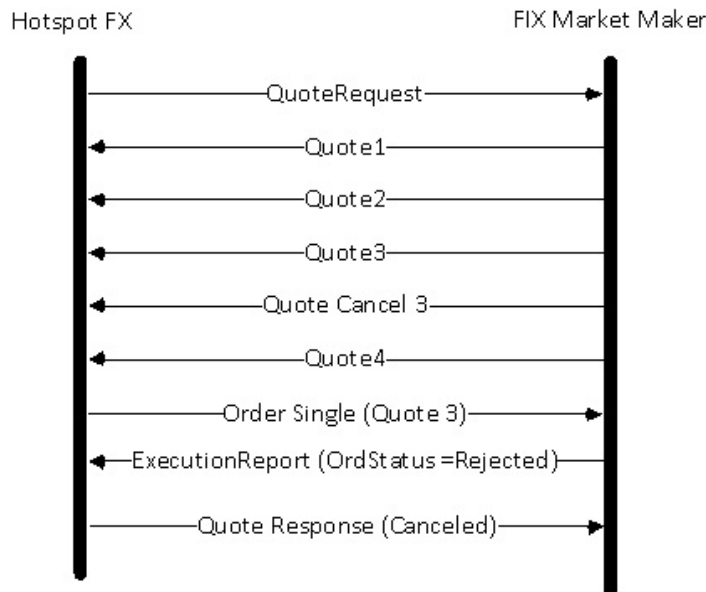 Hotspot FX
FIX Market Maker
QuoteRequest
Quote1
Quote2
Quote3
Quote Cancel 3
Quote4
Order Single (Quote 3)
ExecutionReport (OrdStatus =Rejected)
Quote Response (Canceled)